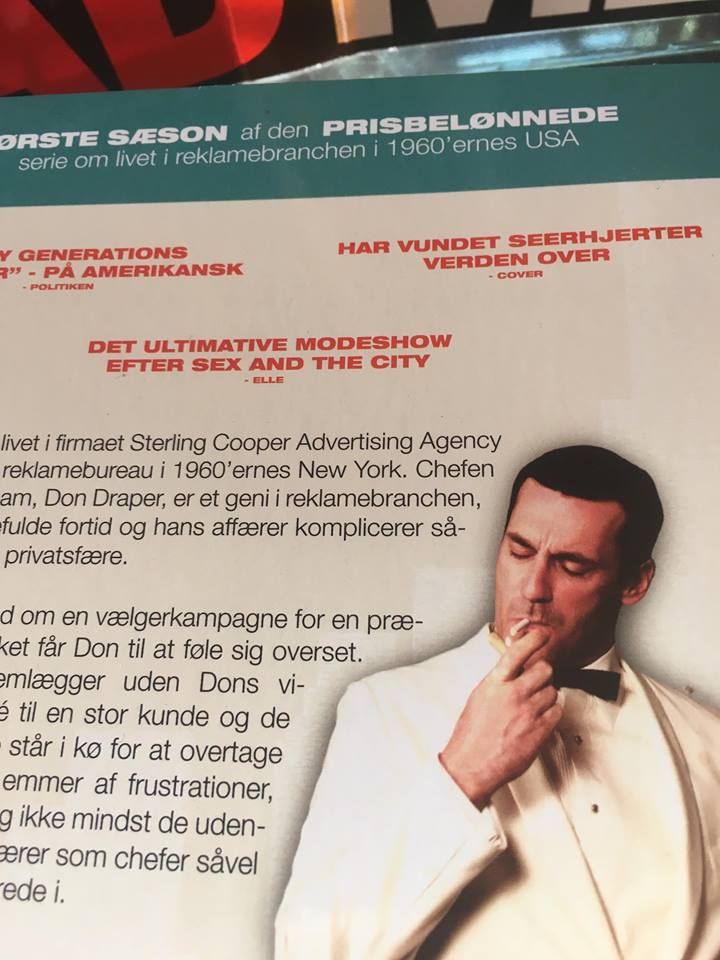 AD M
ØRSTE SÆSON af den PRISBELØNNEDE
serie om livet i reklamebranchen i 1960'ernes USA
Y GENERATIONS
R" - PÅ AMERIKANSK
- POLITIKEN
HAR VUNDET SEERHJERTER
VERDEN OVER
- COVER
DET ULTIMATIVE MODESHOW
EFTER SEX AND THE CITY
- ELLE
livet i firmaet Sterling Cooper Advertising Agency
reklamebureau i 1960'ernes New York. Chefen
am, Don Draper, er et geni i reklamebranchen,
efulde fortid og hans affærer komplicerer så-
privatsfære.
d om en vælgerkampagne for en præ-
ket får Don til at føle sig overset.
emlægger uden Dons vi-
é til en stor kunde og de
står i kø for at overtage
emmer af frustrationer,
g ikke mindst de uden-
ærer som chefer såvel
rede i.